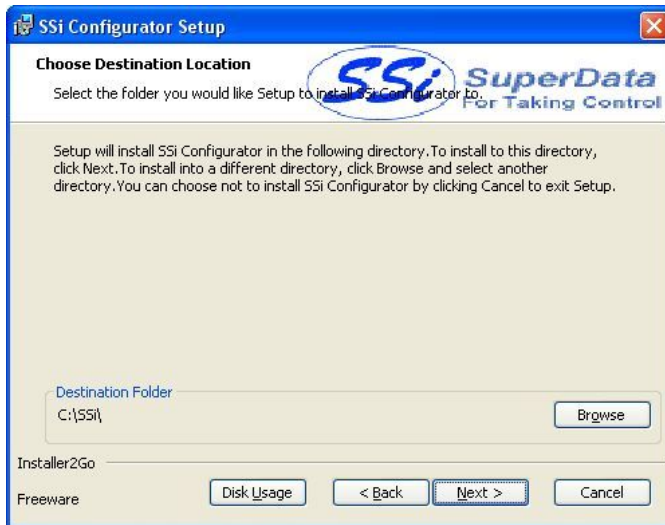 SSi Configurator Setup
Choose Destination Location
Select the folder you would like Setup to install SSi Configurator to.
SSi SuperData
For Taking Control
Setup will install SSi Configurator in the following directory.To install to this directory,
click Next.To install into a different directory, click Browse and select another
directory.You can choose not to install SSi Configurator by clicking Cancel to exit Setup.
Destination Folder
C:\SSi\
Browse
Installer2Go
Freeware
Disk Usage
< Back
Next >
Cancel